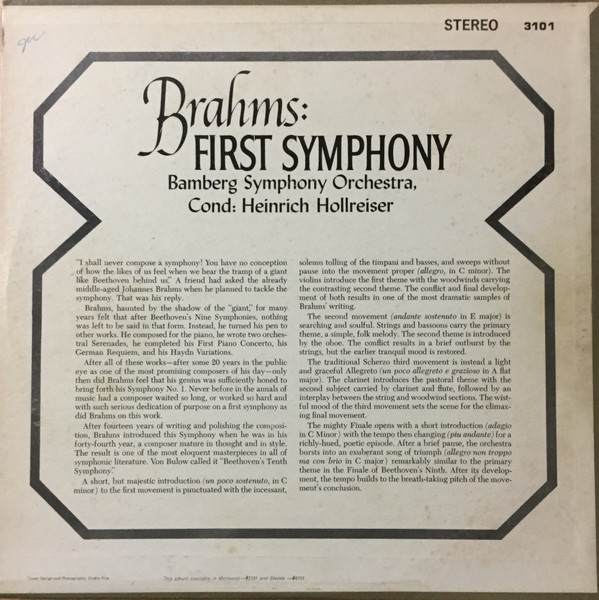 STEREO 3101
Brahms:
FIRST SYMPHONY
Bamberg Symphony Orchestra,
Cond: Heinrich Hollreiser
"I shall never compose a symphony! You have no conception
of how the likes of us feel when we hear the tramp of a giant
like Beethoven behind us." A friend had asked the already
middle-aged Johannes Brahms when he planned to tackle the
symphony. That was his reply.
Brahms, haunted by the shadow of the "giant," for many
years felt that after Beethoven's Nine Symphonies, nothing
was left to be said in that form. Instead, he turned his pen to
other works. He composed for the piano, he wrote two orches-
tral Serenades, he completed his First Piano Concerto, his
German Requiem, and his Haydn Variations.
After all of these works—after some 20 years in the public
eye as one of the most promising composers of his day—only
then did Brahms feel that his genius was sufficiently honed to
bring forth his Symphony No. 1. Never before in the annals of
music had a composer waited so long, or worked so hard and
with such serious dedication of purpose on a first symphony as
did Brahms on this work.
After fourteen years of writing and polishing the composi-
tion, Brahms introduced this Symphony when he was in his
forty-fourth year, a composer mature in thought and in style.
The result is one of the most eloquent masterpieces in all of
symphonic literature. Von Bulow called it "Beethoven's Tenth
Symphony."
A short, but majestic introduction (un poco sostenuto, in C
minor) to the first movement is punctuated with the incessant,
solemn tolling of the timpani and basses, and sweeps without
pause into the movement proper (allegro, in C minor). The
violins introduce the first theme with the woodwinds carrying
the contrasting second theme. The conflict and final develop-
ment of both results in one of the most dramatic samples of
Brahms' writing.
The second movement (andante sostenuto in E major) is
searching and soulful. Strings and bassoons carry the primary
theme, a simple, folk melody. The second theme is introduced
by the oboe. The conflict results in a brief outburst by the
strings, but the earlier tranquil mood is restored.
The traditional Scherzo third movement is instead a light
and graceful Allegreto (un poco allegreto e grazioso in A flat
major). The clarinet introduces the pastoral theme with the
second subject carried by clarinet and flute, followed by an
interplay between the string and woodwind sections. The wist-
ful mood of the third movement sets the scene for the climax-
ing final movement.
The mighty Finale opens with a short introduction (adagio
in C Minor) with the tempo then changing (piu andante) for a
richly-hued, poetic episode. After a brief pause, the orchestra
bursts into an exuberant song of triumph (allegro non troppo
ma con brio in C major) remarkably similar to the primary
theme in the Finale of Beethoven's Ninth. After its develop-
ment, the tempo builds to the breath-taking pitch of the move-
ment's conclusion.
Cover Design and Photography, Studio Five
This album available in Monaural— and Stereo —